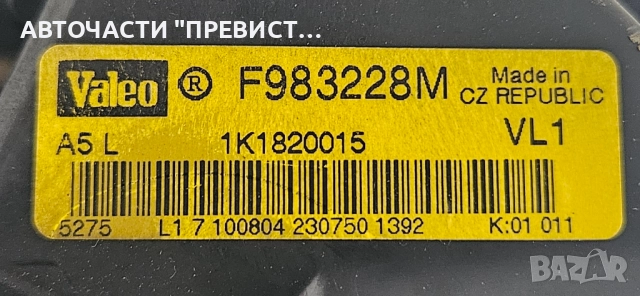 АВТОЧАСТИ "ПРЕВИСТ...
Valeo ® F983228M Made in
CZ REPUBLIC
A5 L 1K1820015 VL1
5275 L1 7 100804 230750 1392 K:01 011
bazar